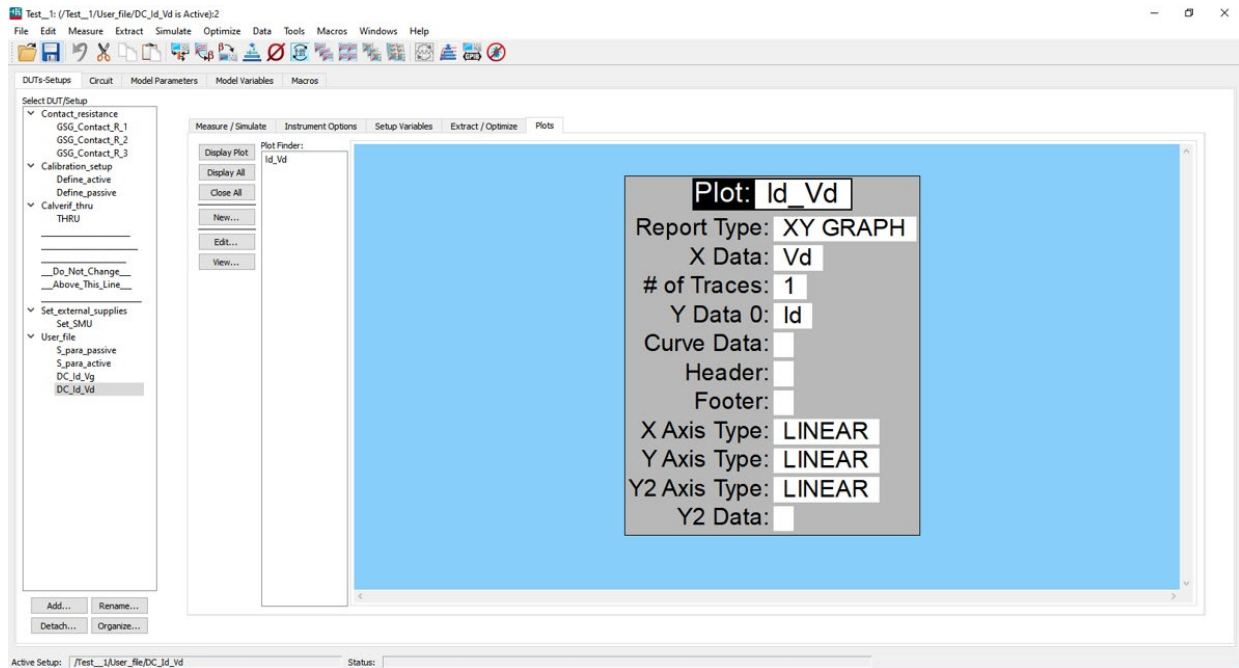 Test__1: (/Test__1/User_file/DC_Id_Vd is Active):2
File Edit Measure Extract Simulate Optimize Data Tools Macros Windows Help
DUTs-Setups Circuit Model Parameters Model Variables Macros
Select DUT/Setup
Contact_resistance
GSG_Contact_R_1
GSG_Contact_R_2
GSG_Contact_R_3
Calibration_setup
Define_active
Define_passive
Calverif_thru
THRU
__Do_Not_Change__
__Above_This_Line__
Set_external_supplies
Set_SMU
User_file
S_para_passive
S_para_active
DC_Id_Vg
DC_Id_Vd
Add... Rename...
Detach... Organize...
Measure / Simulate Instrument Options Setup Variables Extract / Optimize Plots
Display Plot
Display All
Close All
New...
Edit...
View...
Plot Finder:
Id_Vd
Plot: Id_Vd
Report Type: XY GRAPH
X Data: Vd
# of Traces: 1
Y Data 0: Id
Curve Data:
Header:
Footer:
X Axis Type: LINEAR
Y Axis Type: LINEAR
Y2 Axis Type: LINEAR
Y2 Data:
Active Setup: /Test__1/User_file/DC_Id_Vd Status: